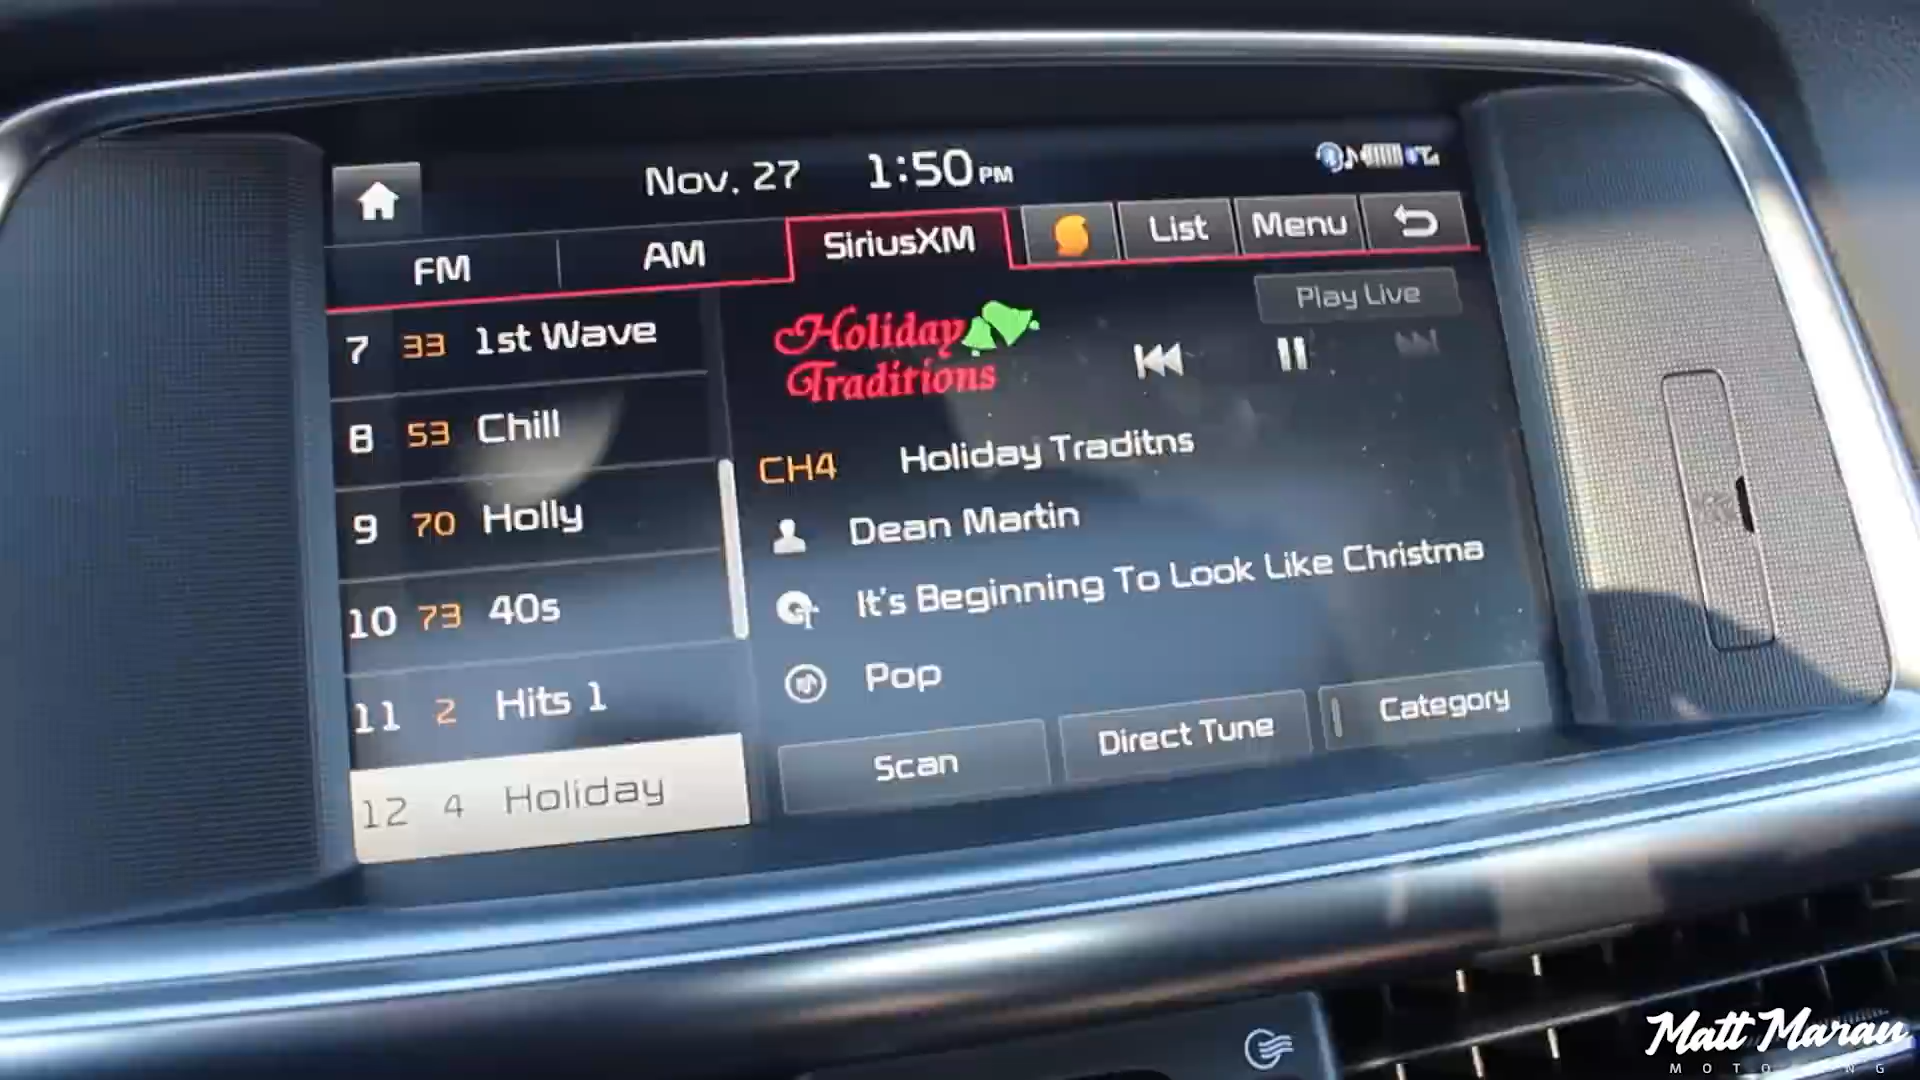 Nov. 27 1:50 PM
FM AM SiriusXM List Menu
7 33 1st Wave
8 53 Chill
9 70 Holly
10 73 40s
11 2 Hits 1
12 4 Holiday
Holiday
Traditions
Play Live
CH4 Holiday Traditns
Dean Martin
It's Beginning To Look Like Christma
Pop
Scan Direct Tune Category
Matt Maran